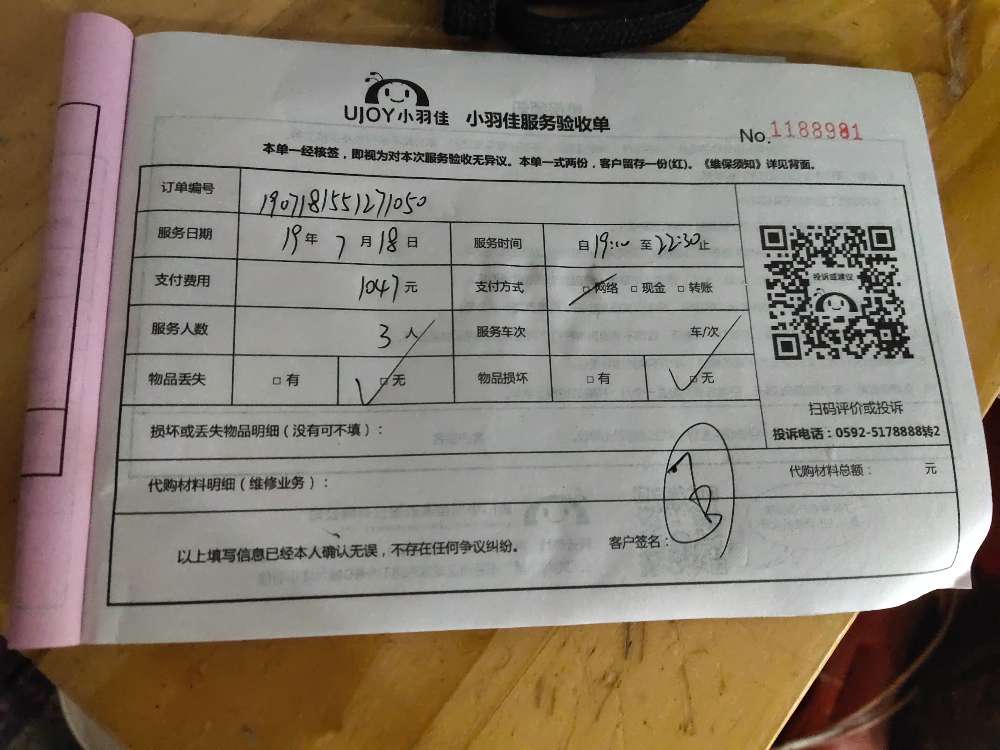 UJOY小羽佳 小羽佳服务验收单
No.1188981
本单一经核签，即视为对本次服务验收无异议。本单一式两份，客户留存一份(红)。《维保须知》详见背面。
订单编号 1907181551271050
服务日期 19年7月18日 服务时间 自19:00至22:30止
支付费用 1047元 支付方式 □网络 □现金 □转账
服务人数 3人 服务车次 车/次
物品丢失 □有 □无 物品损坏 □有 □无
投诉或建议
扫码评价或投诉
投诉电话：0592-5178888转2
损坏或丢失物品明细（没有可不填）：
代购材料明细（维修业务）： 代购材料总额： 元
以上填写信息已经本人确认无误，不存在任何争议纠纷。 客户签名：